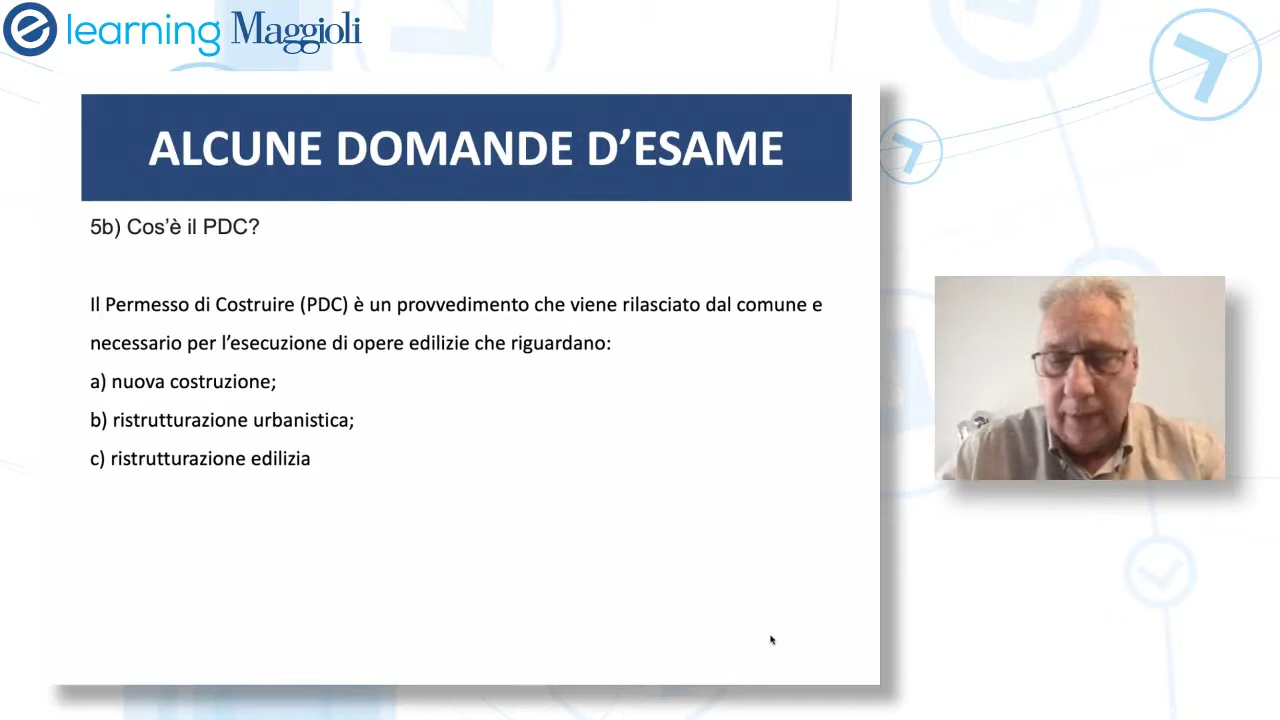 e learning Maggioli
ALCUNE DOMANDE D’ESAME
5b) Cos’è il PDC?
Il Permesso di Costruire (PDC) è un provvedimento che viene rilasciato dal comune e
necessario per l’esecuzione di opere edilizie che riguardano:
a) nuova costruzione;
b) ristrutturazione urbanistica;
c) ristrutturazione edilizia